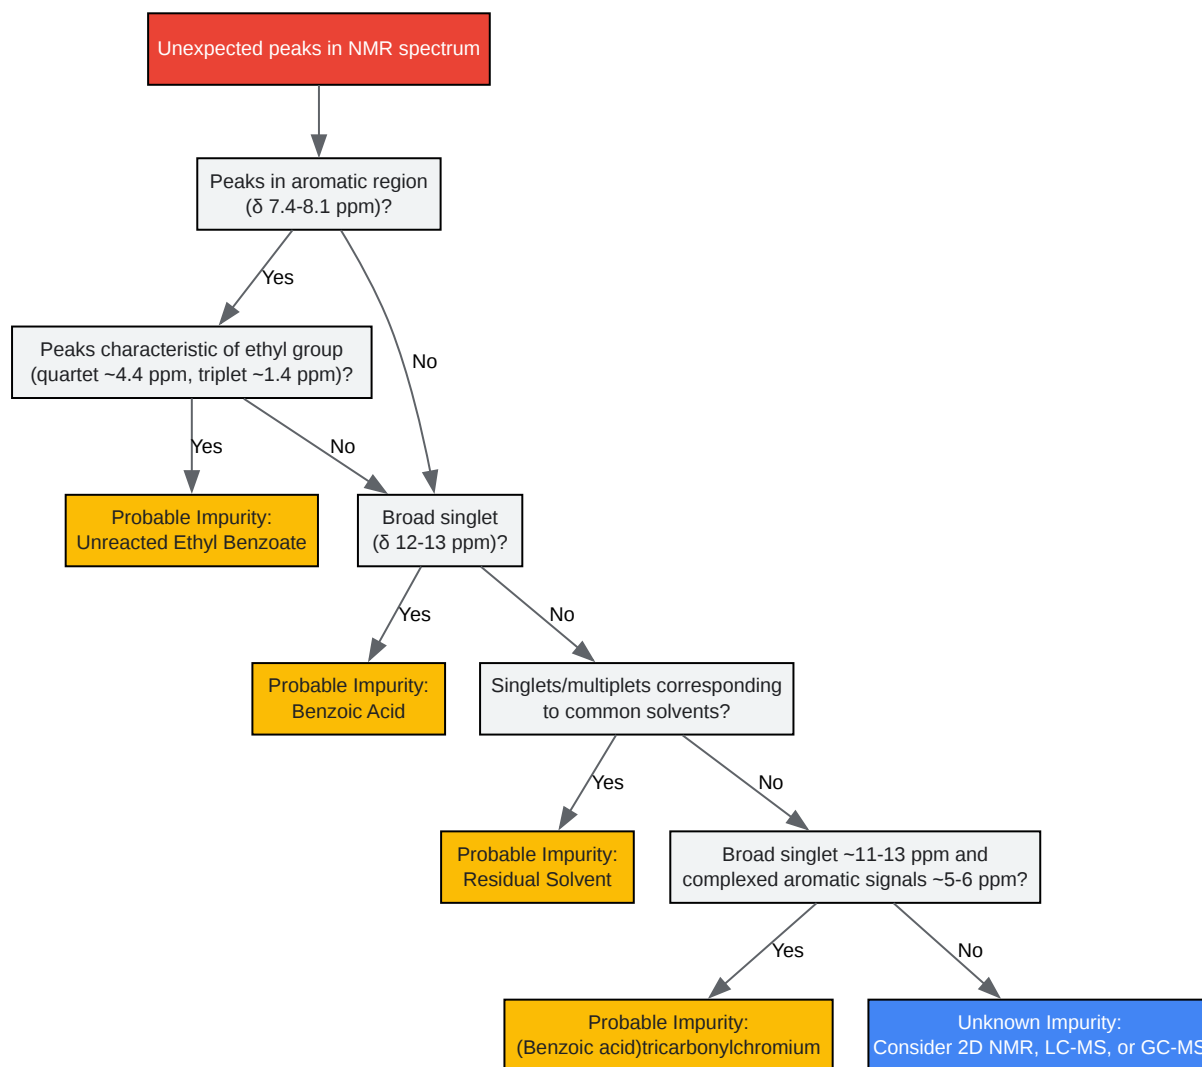 Unexpected peaks in NMR spectrum
Peaks in aromatic region
(δ 7.4-8.1 ppm)?
Yes
No
Peaks characteristic of ethyl group
(quartet ~4.4 ppm, triplet ~1.4 ppm)?
Yes
No
Probable Impurity:
Unreacted Ethyl Benzoate
Broad singlet
(δ 12-13 ppm)?
Yes
No
Probable Impurity:
Benzoic Acid
Singlets/multiplets corresponding
to common solvents?
Yes
No
Probable Impurity:
Residual Solvent
Broad singlet ~11-13 ppm and
complexed aromatic signals ~5-6 ppm?
Yes
No
Probable Impurity:
(Benzoic acid)tricarbonylchromium
Unknown Impurity:
Consider 2D NMR, LC-MS, or GC-MS